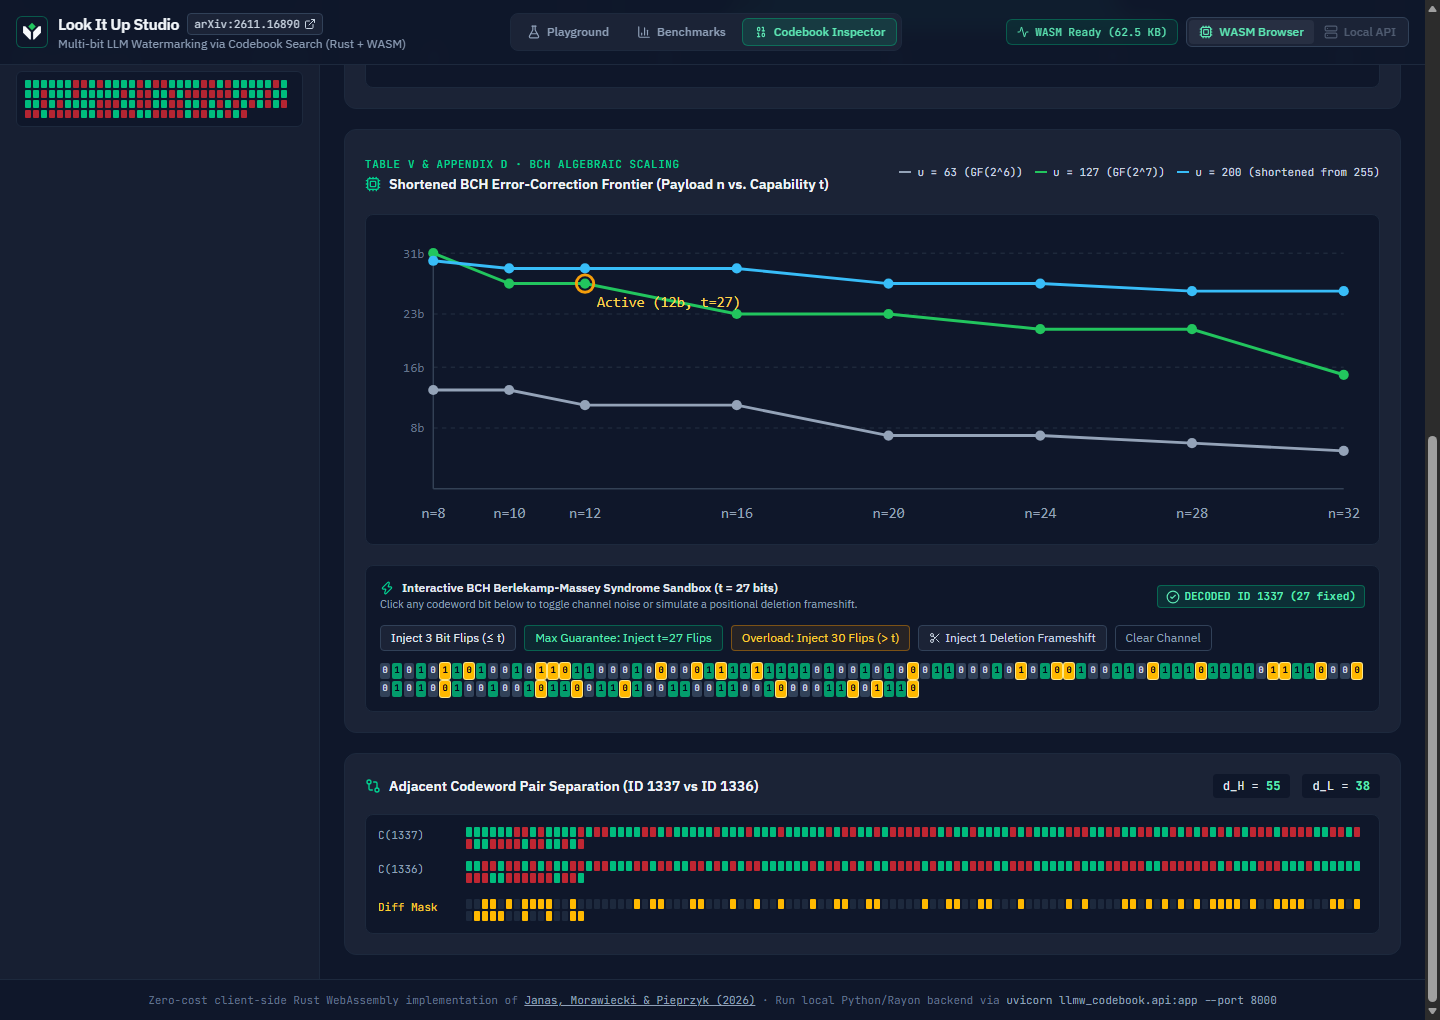 Look It Up Studio
arXiv:2611.16890
Multi-bit LLM Watermarking via Codebook Search (Rust + WASM)
Playground
Benchmarks
Codebook Inspector
WASM Ready (62.5 KB)
WASM Browser
Local API
TABLE V & APPENDIX D · BCH ALGEBRAIC SCALING
Shortened BCH Error-Correction Frontier (Payload n vs. Capability t)
υ = 63 (GF(2^6))
υ = 127 (GF(2^7))
υ = 200 (shortened from 255)
31b
23b
16b
8b
Active (12b, t=27)
n=8
n=10
n=12
n=16
n=20
n=24
n=28
n=32
Interactive BCH Berlekamp-Massey Syndrome Sandbox (t = 27 bits)
Click any codeword bit below to toggle channel noise or simulate a positional deletion frameshift.
DECODED ID 1337 (27 fixed)
Inject 3 Bit Flips (≤ t)
Max Guarantee: Inject t=27 Flips
Overload: Inject 30 Flips (> t)
Inject 1 Deletion Frameshift
Clear Channel
Adjacent Codeword Pair Separation (ID 1337 vs ID 1336)
d_H = 55
d_L = 38
C(1337)
C(1336)
Diff Mask
Zero-cost client-side Rust WebAssembly implementation of Janas, Morawiecki & Pieprzyk (2026) · Run local Python/Rayon backend via uvicorn llmw_codebook.api:app --port 8000